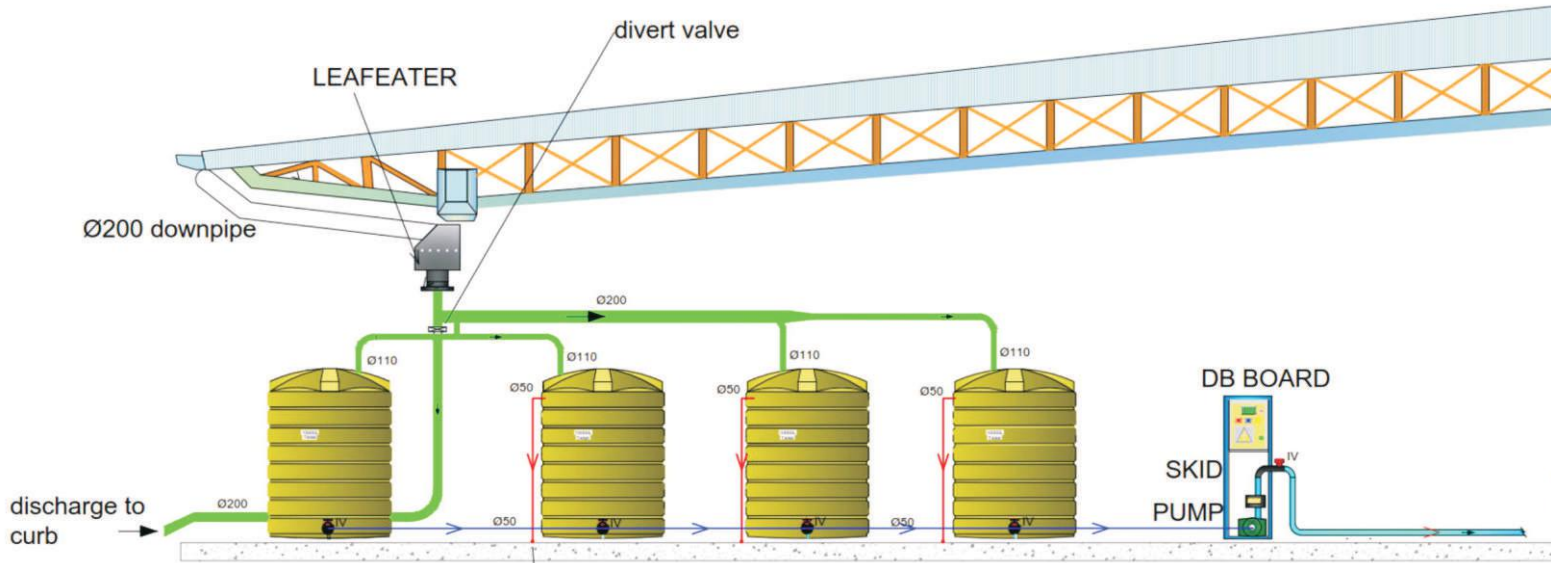 divert valve
LEAFEATER
Ø200 downpipe
Ø200
Ø110
Ø110
Ø110
Ø110
Ø50
Ø50
Ø50
DB BOARD
SKID
IV
PUMP
discharge to
curb
Ø200
IV
Ø50
IV
IV
Ø50
IV